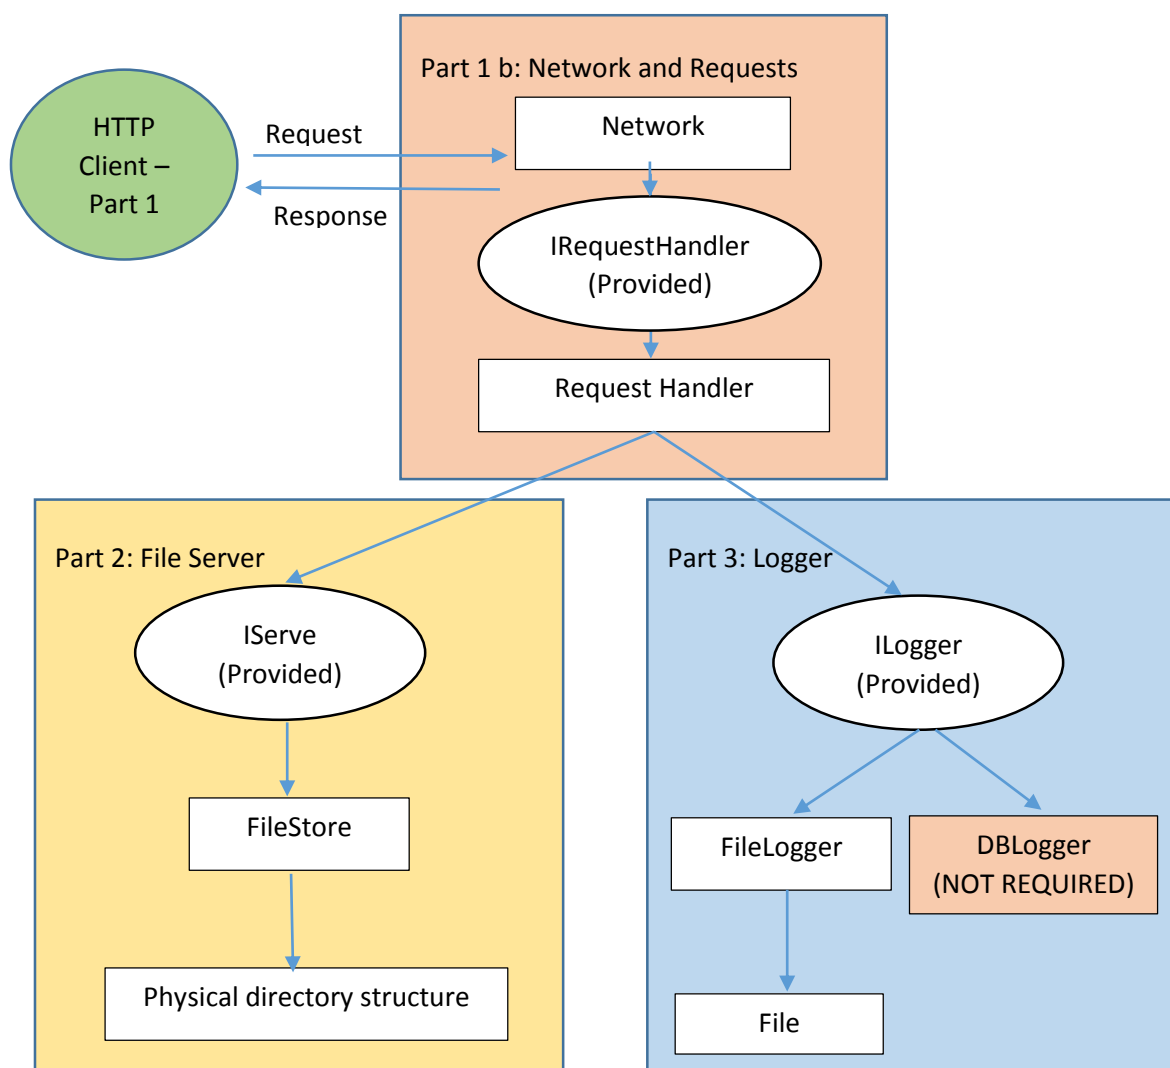 Part 1 b: Network and Requests
HTTP
Client –
Part 1
Request
Response
Network
IRequestHandler
(Provided)
Request Handler
Part 2: File Server
IServe
(Provided)
FileStore
Physical directory structure
Part 3: Logger
ILogger
(Provided)
FileLogger
DBLogger
(NOT REQUIRED)
File